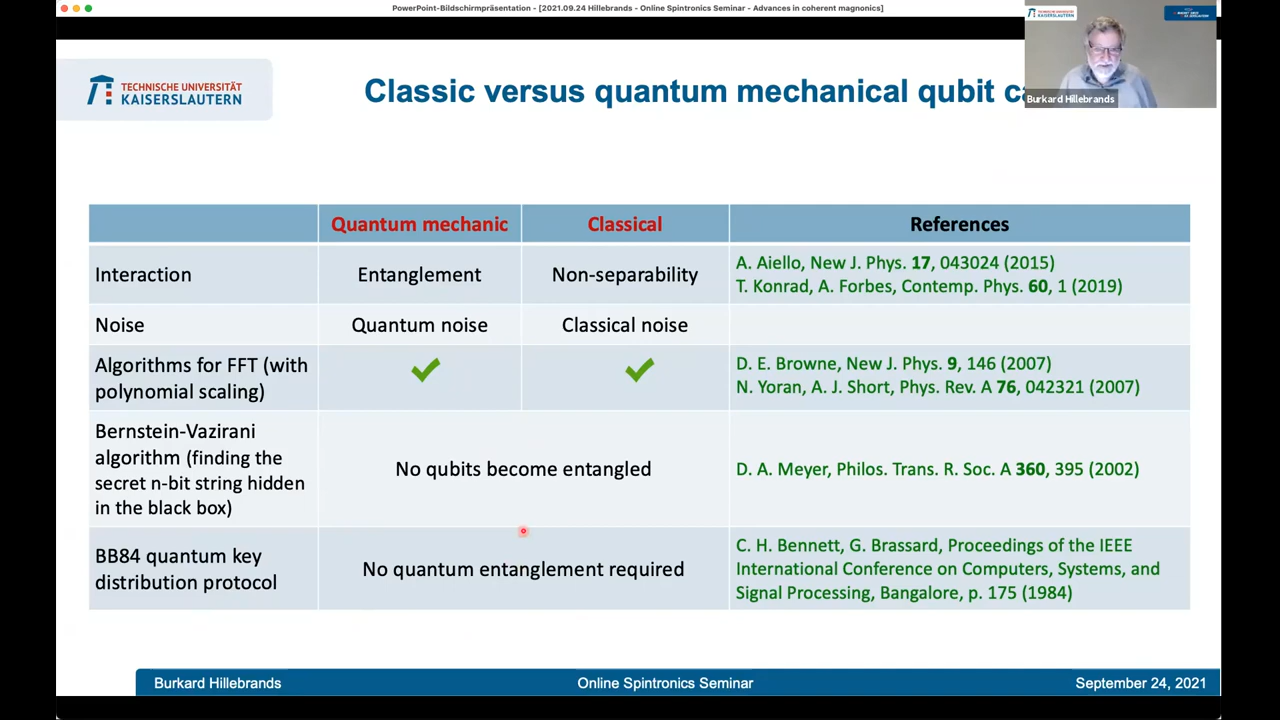 PowerPoint-Bildschirmpräsentation - [2021.09.24 Hillebrands - Online Spintronics Seminar - Advances in coherent magnonics]
TECHNISCHE UNIVERSITÄT
KAISERSLAUTERN
Classic versus quantum mechanical qubit
Burkard Hillebrands
Quantum mechanic
Classical
References
Interaction
Entanglement
Non-separability
A. Aiello, New J. Phys. 17, 043024 (2015)
T. Konrad, A. Forbes, Contemp. Phys. 60, 1 (2019)
Noise
Quantum noise
Classical noise
Algorithms for FFT (with
polynomial scaling)
D. E. Browne, New J. Phys. 9, 146 (2007)
N. Yoran, A. J. Short, Phys. Rev. A 76, 042321 (2007)
Bernstein-Vazirani
algorithm (finding the
secret n-bit string hidden
in the black box)
No qubits become entangled
D. A. Meyer, Philos. Trans. R. Soc. A 360, 395 (2002)
BB84 quantum key
distribution protocol
No quantum entanglement required
C. H. Bennett, G. Brassard, Proceedings of the IEEE
International Conference on Computers, Systems, and
Signal Processing, Bangalore, p. 175 (1984)
Burkard Hillebrands
Online Spintronics Seminar
September 24, 2021